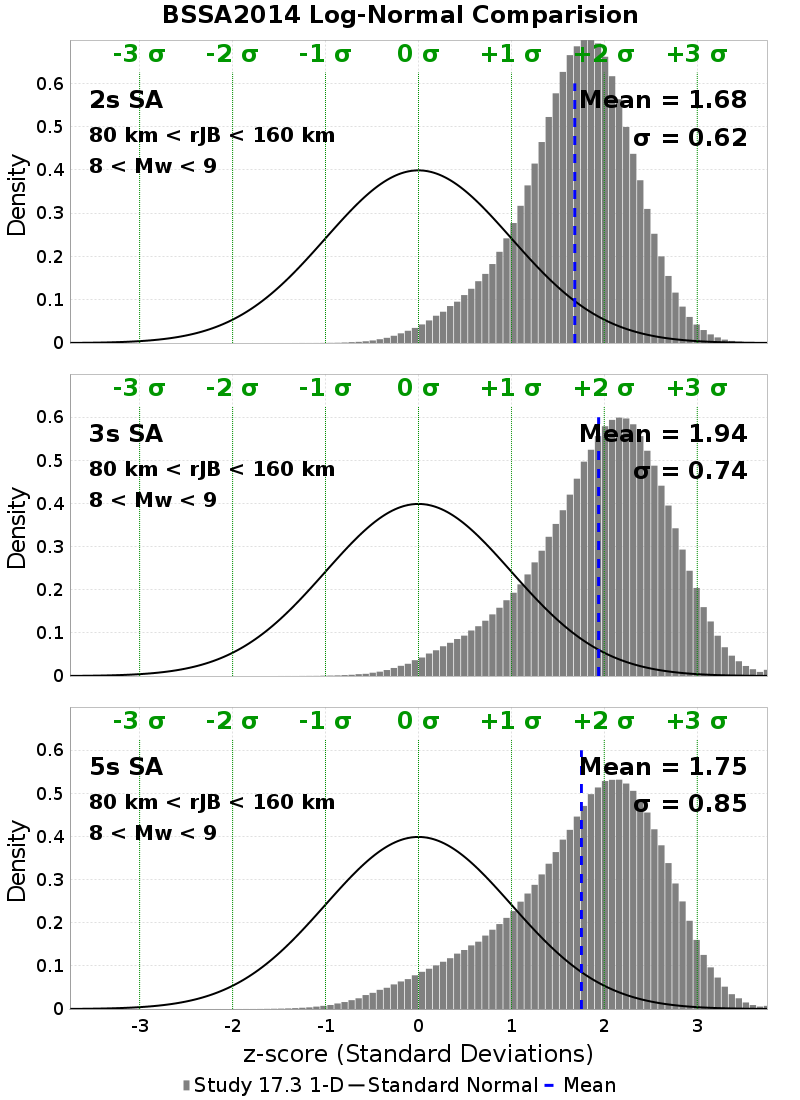 BSSA2014 Log-Normal Comparision
-3 σ -2 σ -1 σ 0 σ +1 σ +2 σ +3 σ
2s SA Mean = 1.68
80 km < rJB < 160 km σ = 0.62
8 < Mw < 9
Density
0.6
0.5
0.4
0.3
0.2
0.1
0
-3 σ -2 σ -1 σ 0 σ +1 σ +2 σ +3 σ
3s SA Mean = 1.94
80 km < rJB < 160 km σ = 0.74
8 < Mw < 9
Density
0.6
0.5
0.4
0.3
0.2
0.1
0
-3 σ -2 σ -1 σ 0 σ +1 σ +2 σ +3 σ
5s SA Mean = 1.75
80 km < rJB < 160 km σ = 0.85
8 < Mw < 9
Density
0.6
0.5
0.4
0.3
0.2
0.1
0
-3 -2 -1 0 1 2 3
z-score (Standard Deviations)
Study 17.3 1-D Standard Normal Mean